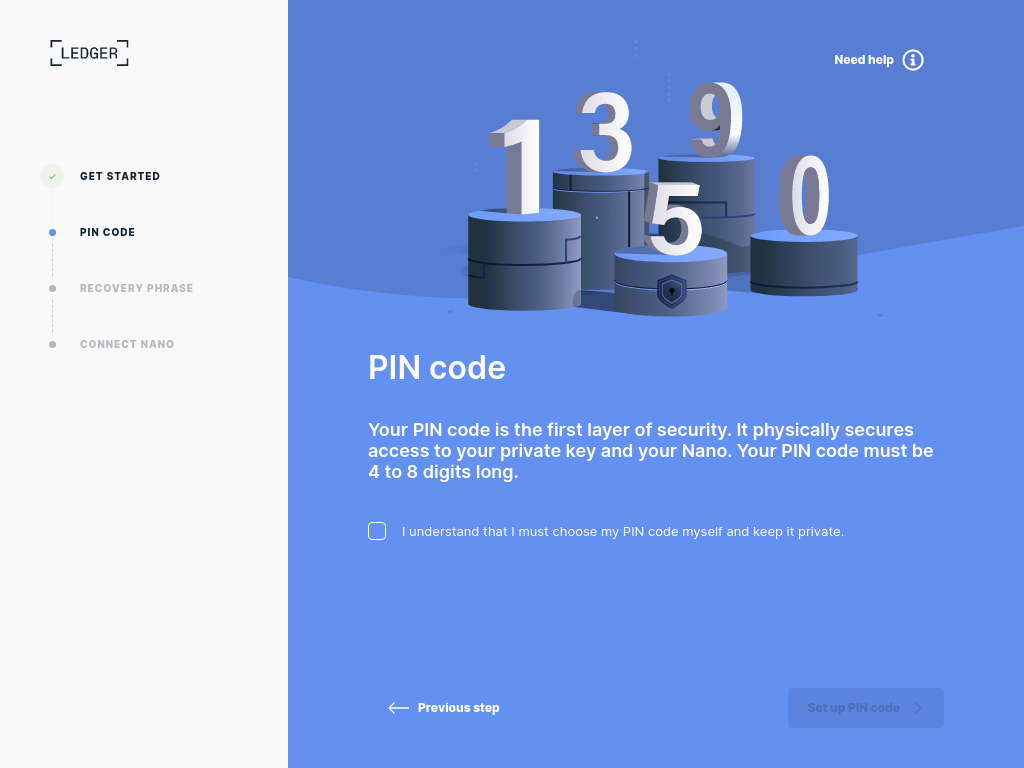 LEDGER
GET STARTED
PIN CODE
RECOVERY PHRASE
CONNECT NANO
Need help
1 3 5 9 0
PIN code
Your PIN code is the first layer of security. It physically secures
access to your private key and your Nano. Your PIN code must be
4 to 8 digits long.
I understand that I must choose my PIN code myself and keep it private.
Previous step
Set up PIN code